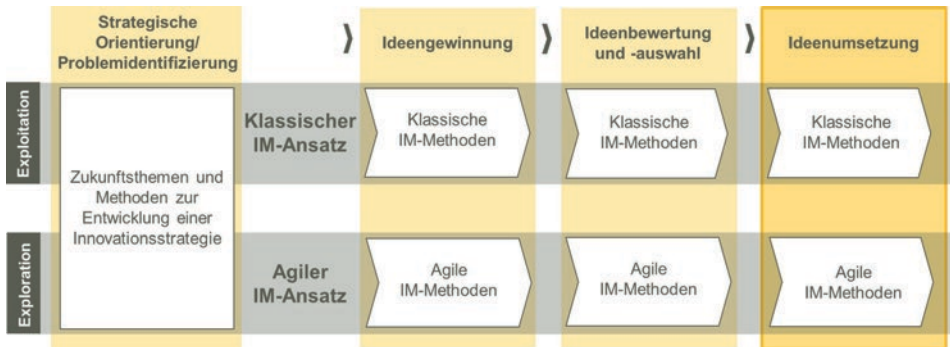 Strategische
Orientierung/
Problemidentifizierung
Ideengewinnung
Ideenbewertung
und -auswahl
Ideenumsetzung
Exploitation
Klassischer
IM-Ansatz
Klassische
IM-Methoden
Klassische
IM-Methoden
Klassische
IM-Methoden
Zukunftsthemen und
Methoden zur
Entwicklung einer
Innovationsstrategie
Exploration
Agiler
IM-Ansatz
Agile
IM-Methoden
Agile
IM-Methoden
Agile
IM-Methoden